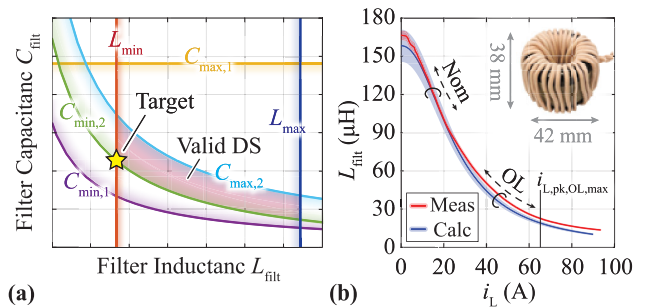 Filter Capacitanc C_filt
L_min
C_max,1
Target
C_min,2
L_max
Valid DS
C_min,1
C_max,2
Filter Inductanc L_filt
(a)
L_filt (µH)
180
150
120
90
60
30
0
Nom
38 mm
42 mm
OL
i_L,pk,OL,max
Meas
Calc
0
20
40
60
80
100
i_L (A)
(b)